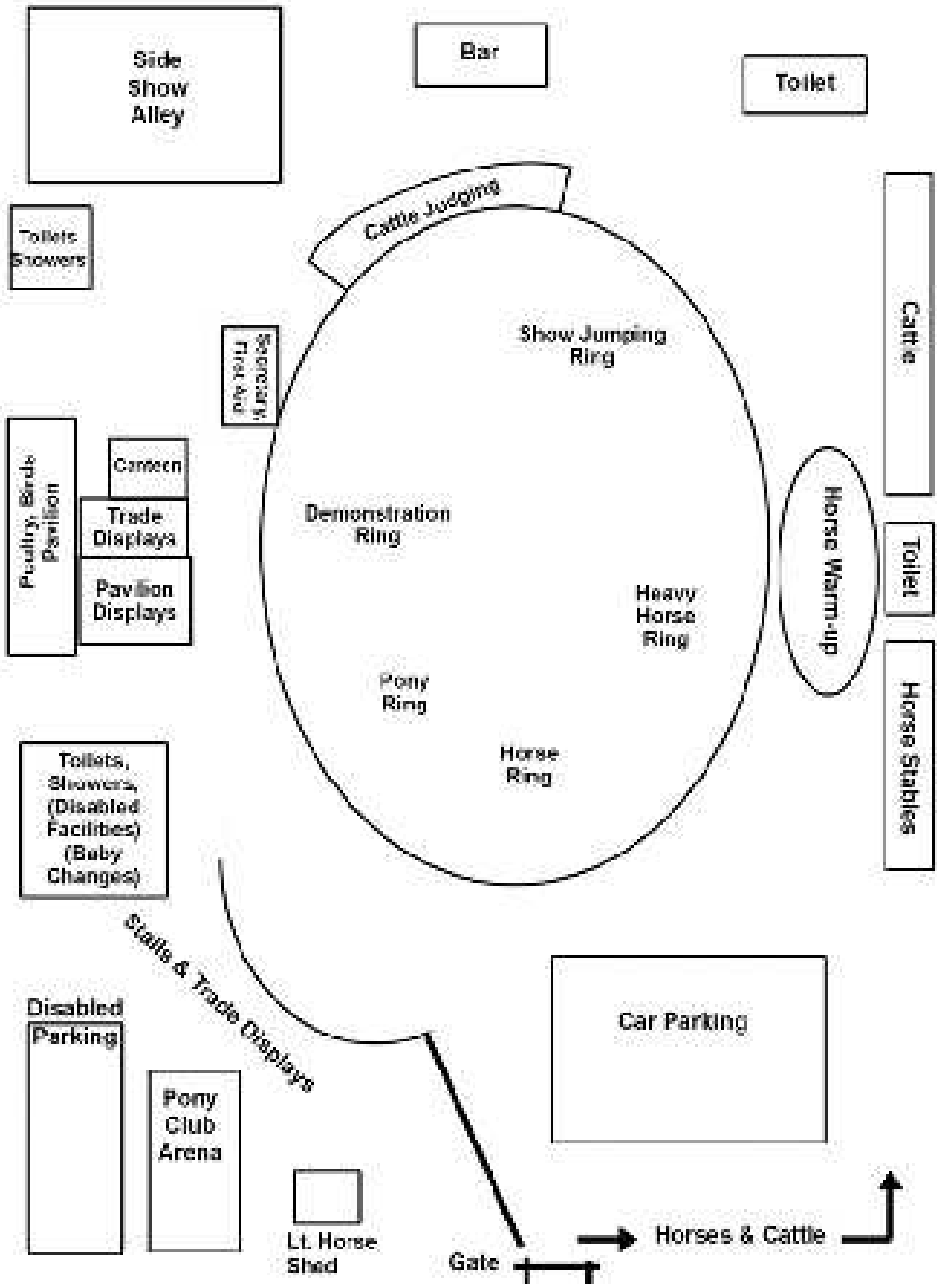 Side
Show
Alley
Bar
Toilet
Cattle Judging
Toilets
Showers
Cattle
Show Jumping
Ring
Secretary,
First Aid
Poultry, Birds
Pavilion
Canteen
Trade
Displays
Pavilion
Displays
Demonstration
Ring
Horse Warm-up
Toilet
Heavy
Horse
Ring
Pony
Ring
Horse
Ring
Horse Stables
Toilets,
Showers,
(Disabled
Facilities)
(Baby
Changes)
Stalls & Trade Displays
Disabled
Parking
Car Parking
Pony
Club
Arena
Lt. Horse
Shed
Gate
Horses & Cattle